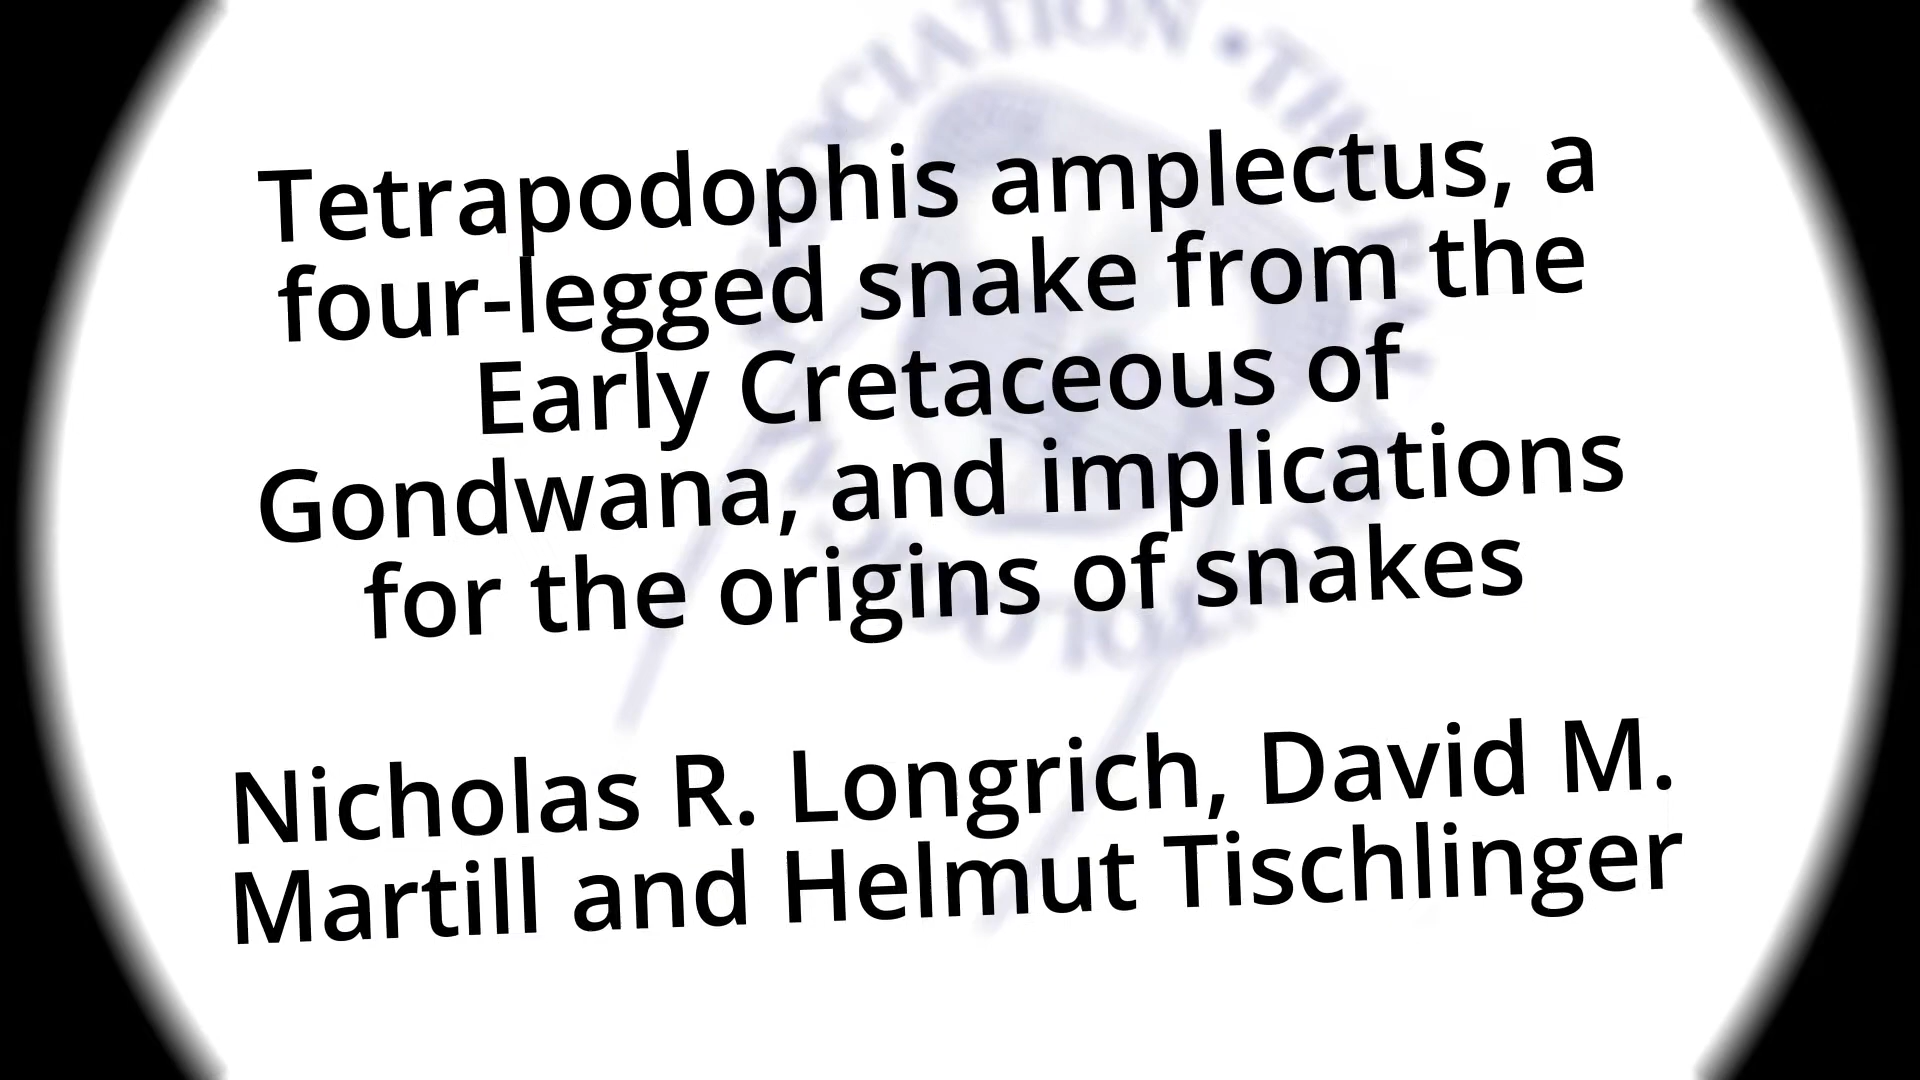 Tetrapodophis amplectus, a
four-legged snake from the
Early Cretaceous of
Gondwana, and implications
for the origins of snakes
Nicholas R. Longrich, David M.
Martill and Helmut Tischlinger